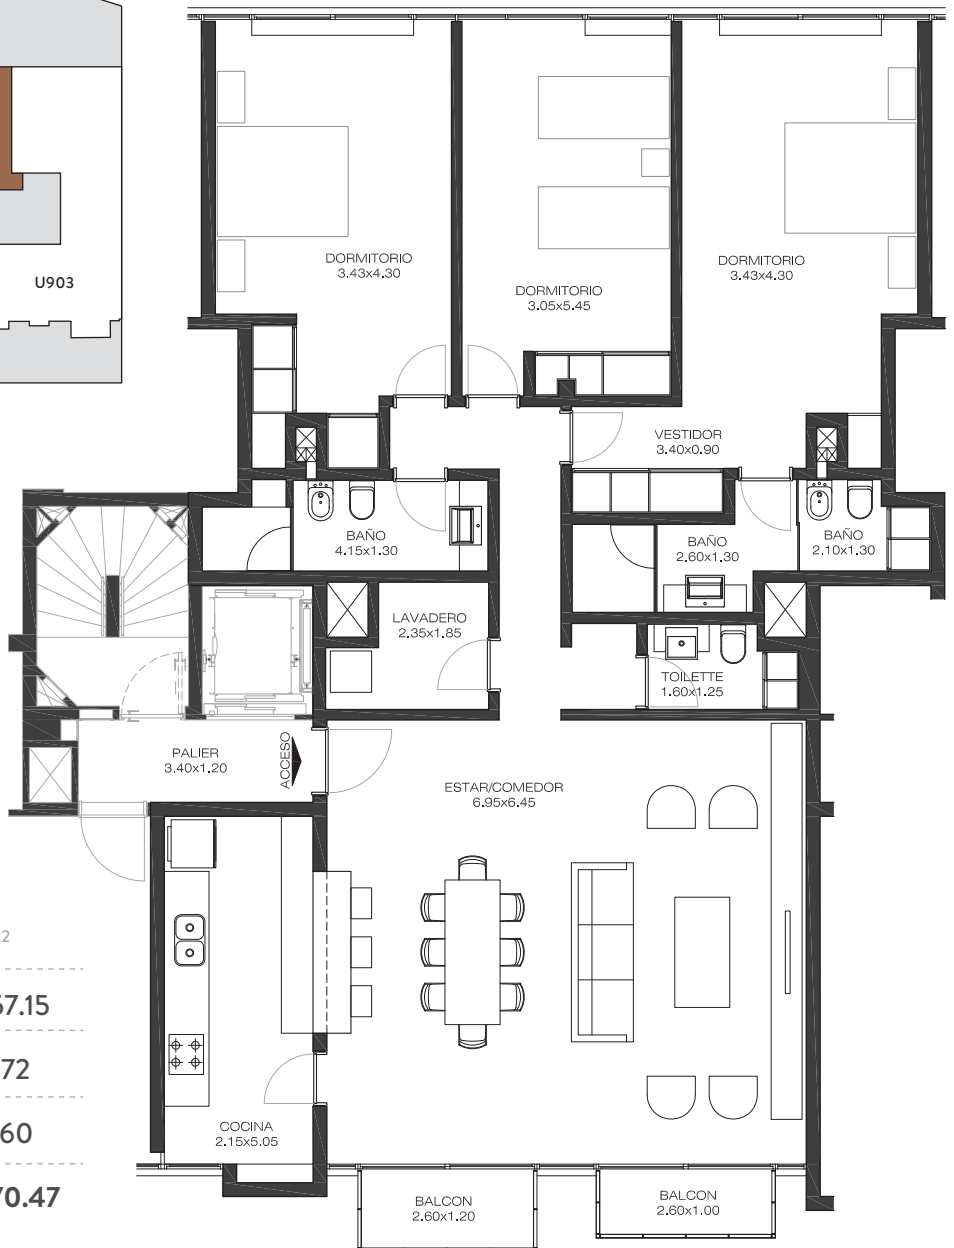 U903
DORMITORIO
3.43x4.30
DORMITORIO
3.05x5.45
DORMITORIO
3.43x4.30
VESTIDOR
3.40x0.90
BAÑO
4.15x1.30
BAÑO
2.60x1.30
BAÑO
2.10x1.30
LAVADERO
2.35x1.85
TOILETTE
1.60x1.25
PALIER
3.40x1.20
ACCESO
ESTAR/COMEDOR
6.95x6.45
2
7.15
72
60
0.47
COCINA
2.15x5.05
BALCON
2.60x1.20
BALCON
2.60x1.00